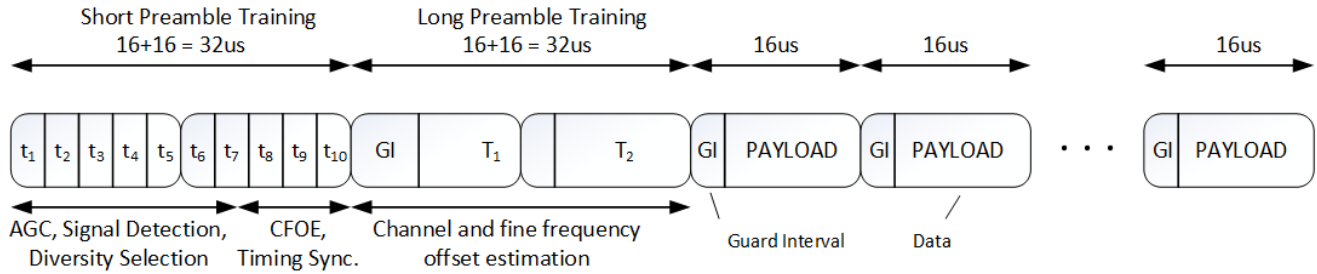 Short Preamble Training
16+16 = 32us
Long Preamble Training
16+16 = 32us
16us
16us
16us
t₁ t₂ t₃ t₄ t₅ t₆ t₇ t₈ t₉ t₁₀ GI T₁ T₂ GI PAYLOAD GI PAYLOAD · · · GI PAYLOAD
AGC, Signal Detection,
Diversity Selection
CFOE,
Timing Sync.
Channel and fine frequency
offset estimation
Guard Interval
Data